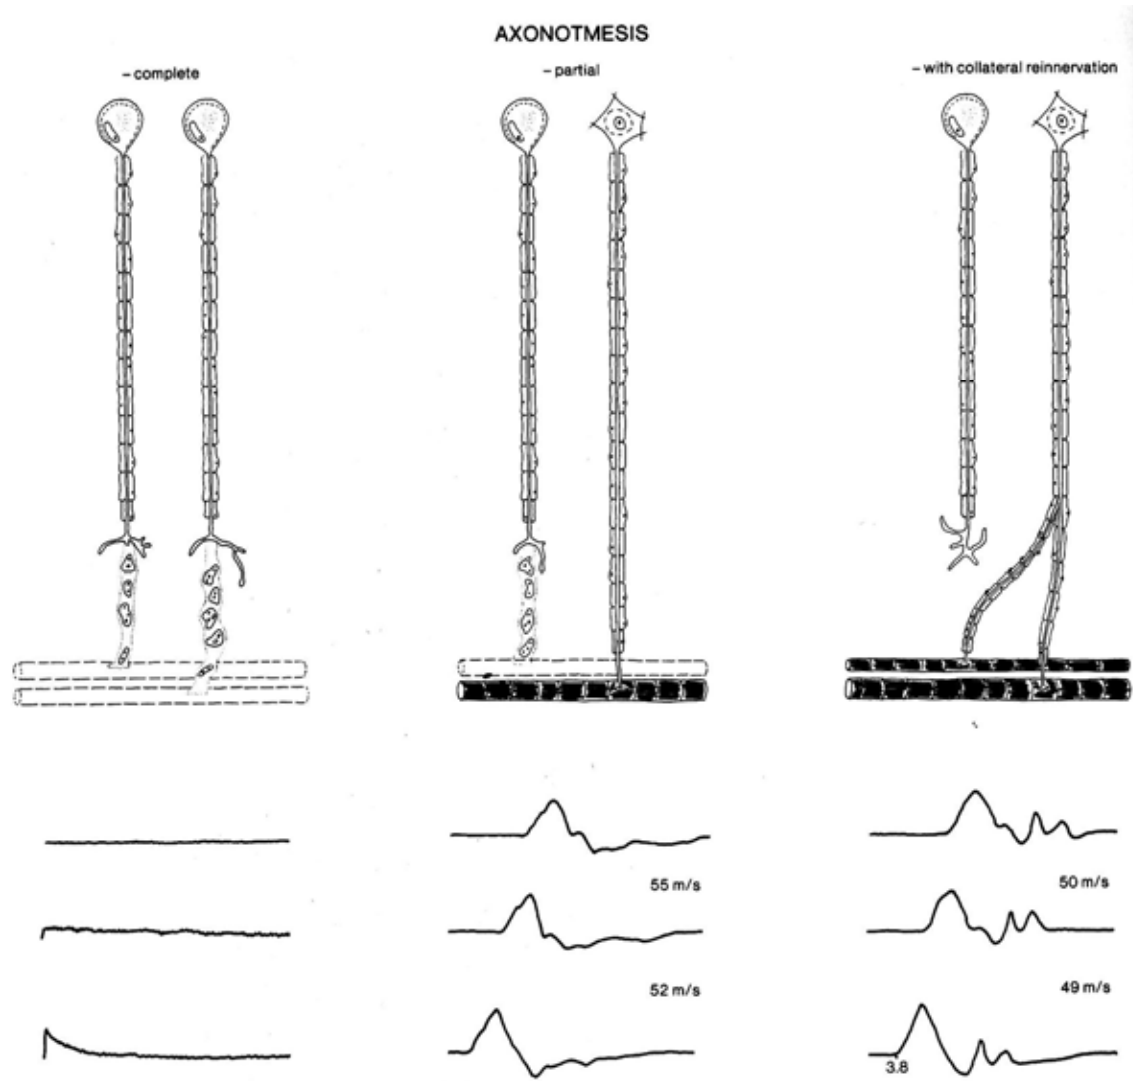 AXONOTMESIS
– complete
– partial
– with collateral reinnervation
55 m/s
50 m/s
52 m/s
49 m/s
3.8